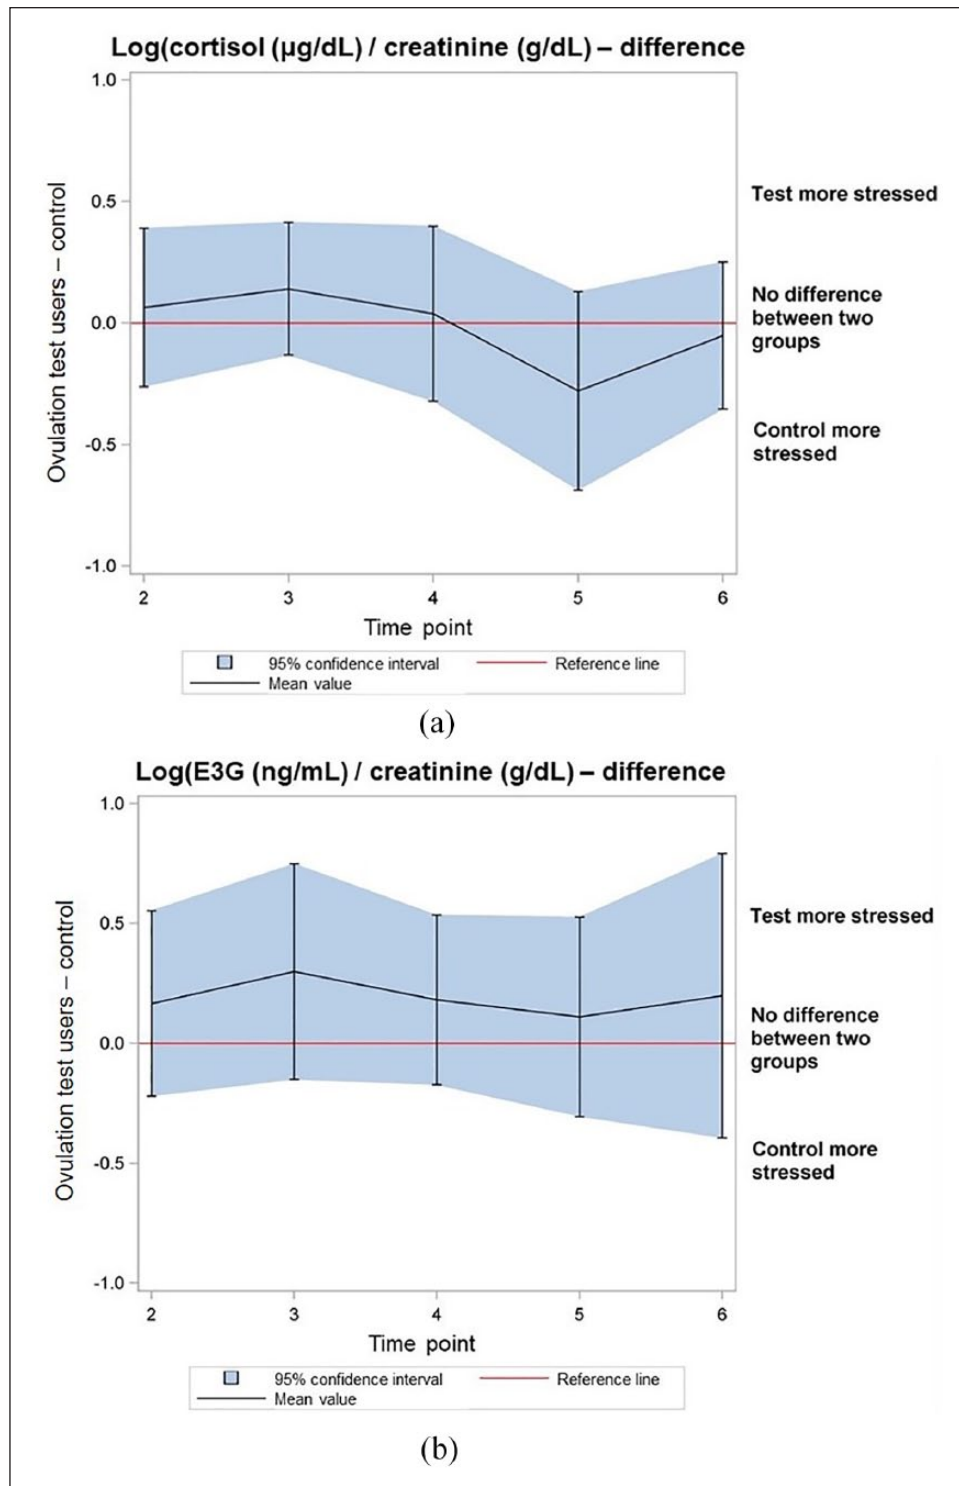 Log(cortisol (µg/dL) / creatinine (g/dL) – difference
Ovulation test users – control
1.0
0.5
0.0
-0.5
-1.0
2 3 4 5 6
Time point
Test more stressed
No difference
between two
groups
Control more
stressed
95% confidence interval
Reference line
Mean value
(a)
Log(E3G (ng/mL) / creatinine (g/dL) – difference
Ovulation test users – control
1.0
0.5
0.0
-0.5
-1.0
2 3 4 5 6
Time point
Test more stressed
No difference
between two
groups
Control more
stressed
95% confidence interval
Reference line
Mean value
(b)